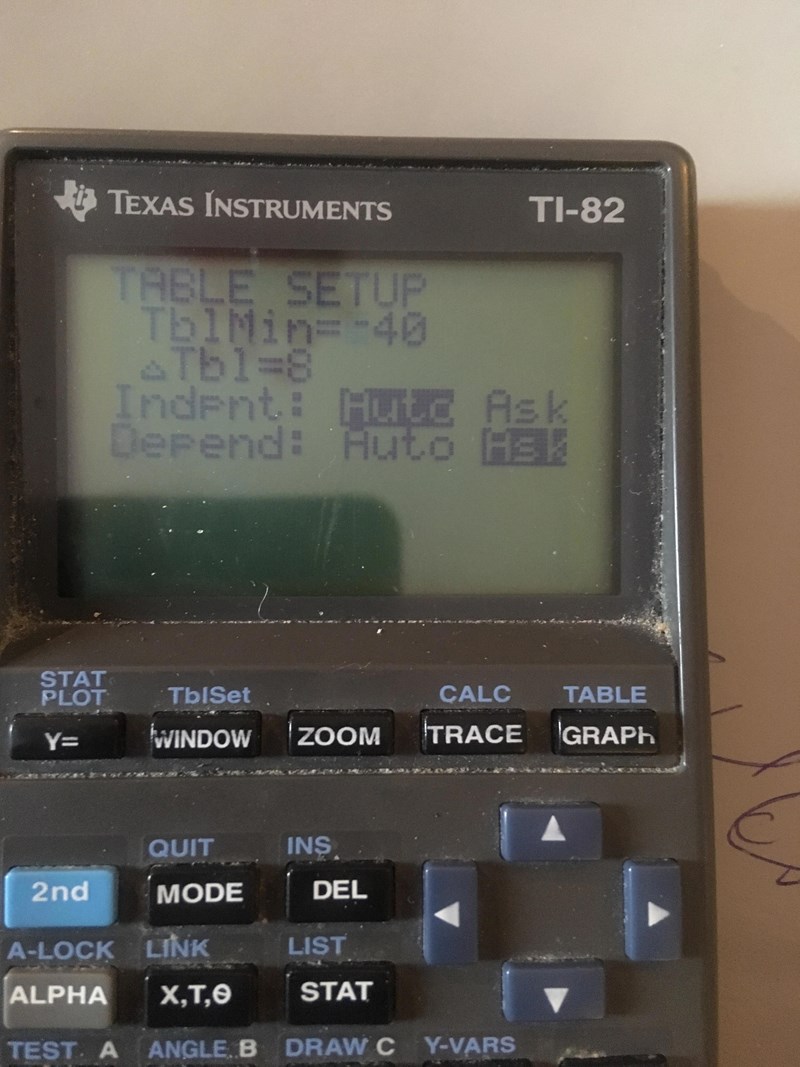 TEXAS INSTRUMENTS TI-82
TABLE SETUP
TblMin=-40
△Tbl=8
Indpnt: Auto Ask
Depend: Auto Ask
STAT PLOT TblSet CALC TABLE
Y= WINDOW ZOOM TRACE GRAPH
QUIT INS
2nd MODE DEL
A-LOCK LINK LIST
ALPHA X,T,θ STAT
TEST A ANGLE B DRAW C Y-VARS